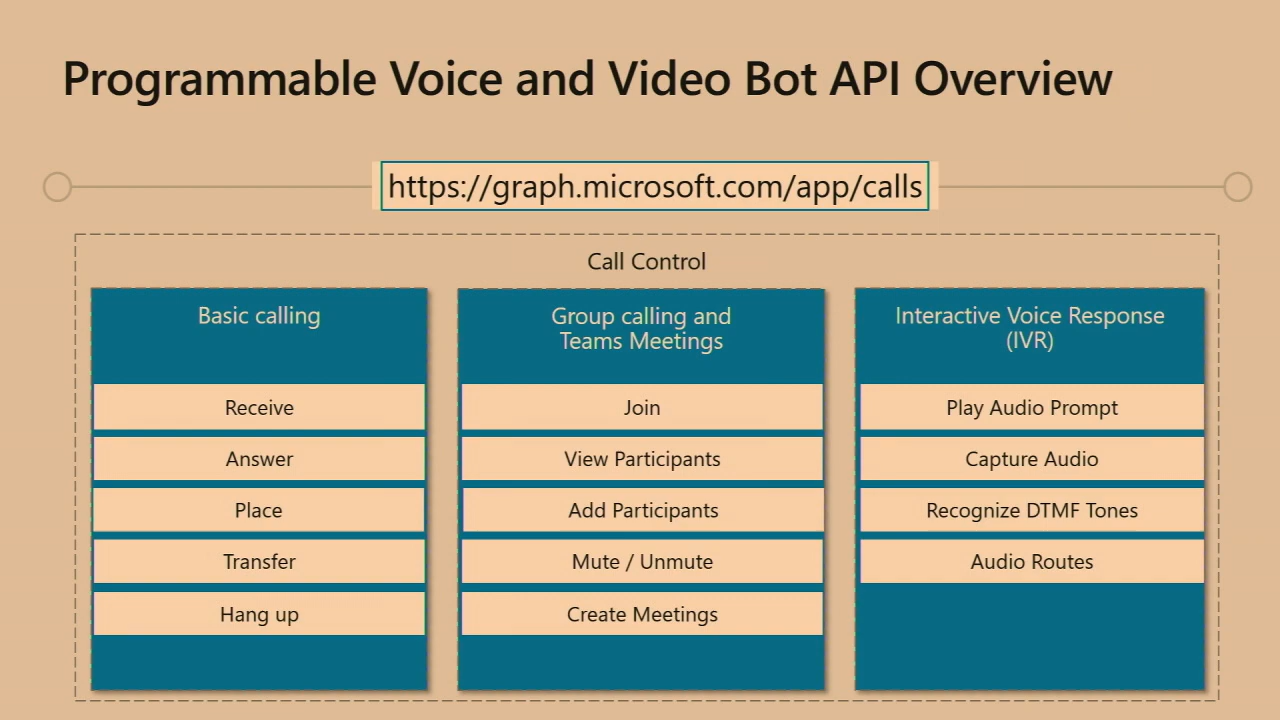 Programmable Voice and Video Bot API Overview
https://graph.microsoft.com/app/calls
Call Control
Basic calling
Receive
Answer
Place
Transfer
Hang up
Group calling and
Teams Meetings
Join
View Participants
Add Participants
Mute / Unmute
Create Meetings
Interactive Voice Response
(IVR)
Play Audio Prompt
Capture Audio
Recognize DTMF Tones
Audio Routes